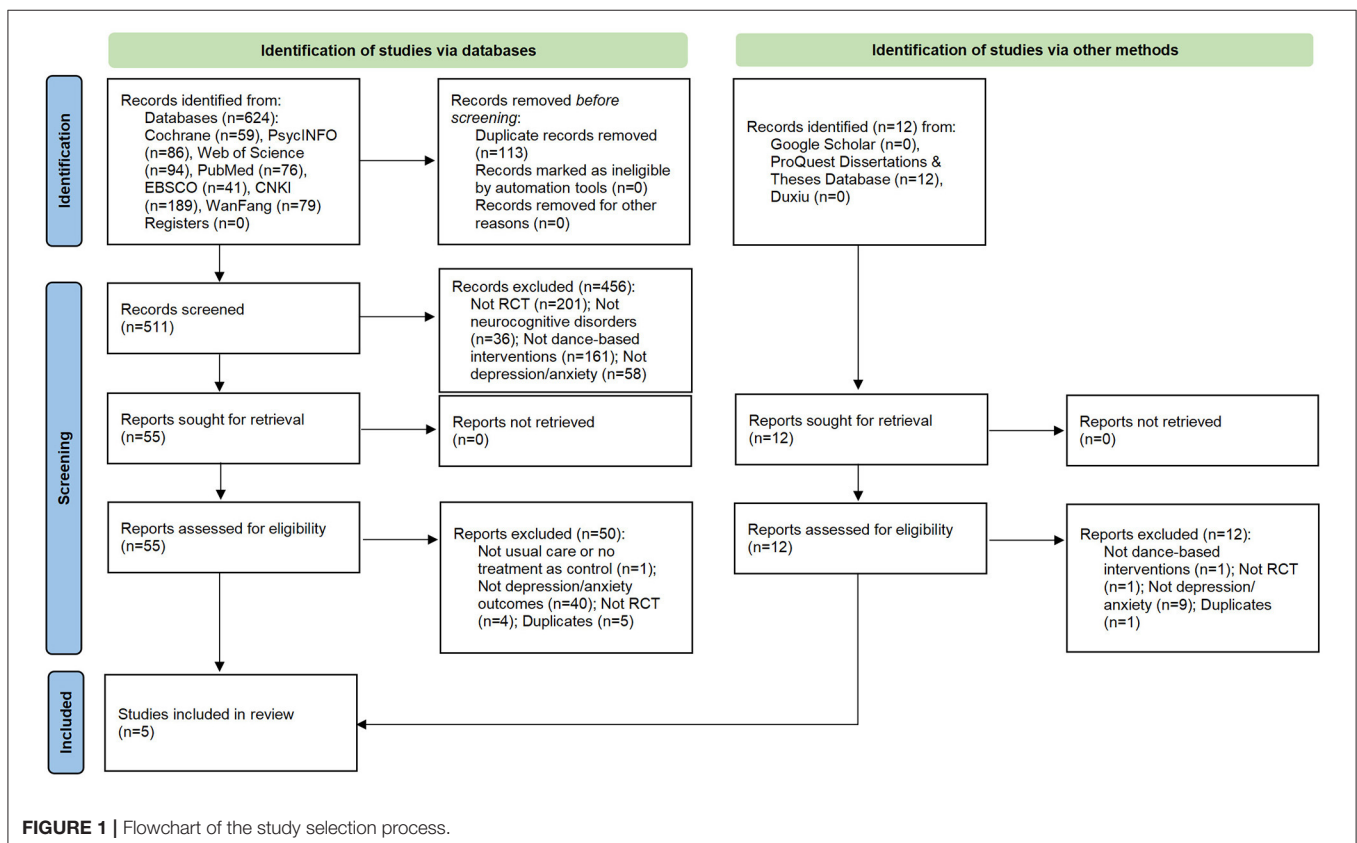 Identification of studies via databases
Identification of studies via other methods
Identification
Records identified from:
Databases (n=624):
Cochrane (n=59), PsycINFO
(n=86), Web of Science
(n=94), PubMed (n=76),
EBSCO (n=41), CNKI
(n=189), WanFang (n=79)
Registers (n=0)
Records removed before
screening:
Duplicate records removed
(n=113)
Records marked as ineligible
by automation tools (n=0)
Records removed for other
reasons (n=0)
Records identified (n=12) from:
Google Scholar (n=0),
ProQuest Dissertations &
Theses Database (n=12),
Duxiu (n=0)
Screening
Records screened
(n=511)
Records excluded (n=456):
Not RCT (n=201); Not
neurocognitive disorders
(n=36); Not dance-based
interventions (n=161); Not
depression/anxiety (n=58)
Reports sought for retrieval
(n=55)
Reports not retrieved
(n=0)
Reports sought for retrieval
(n=12)
Reports not retrieved
(n=0)
Reports assessed for eligibility
(n=55)
Reports excluded (n=50):
Not usual care or no
treatment as control (n=1);
Not depression/anxiety
outcomes (n=40); Not RCT
(n=4); Duplicates (n=5)
Reports assessed for eligibility
(n=12)
Reports excluded (n=12):
Not dance-based
interventions (n=1); Not RCT
(n=1); Not depression/
anxiety (n=9); Duplicates
(n=1)
Included
Studies included in review
(n=5)
FIGURE 1 | Flowchart of the study selection process.